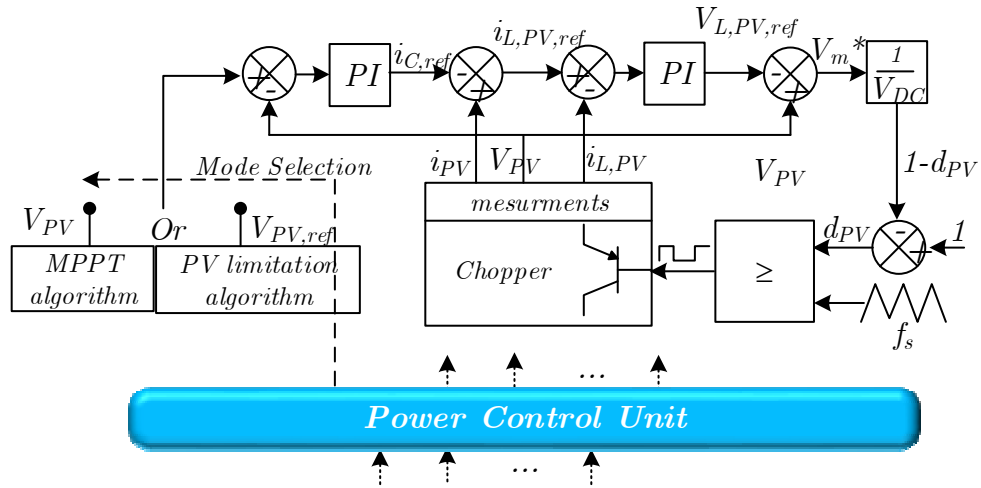 V_{L,PV,ref}
i_{L,PV,ref}
i_{C,ref}
V_m*
PI
PI
1
V_{DC}
+
-
-
+
+
-
-
+
i_{PV}
V_{PV}
i_{L,PV}
V_{PV}
1-d_{PV}
Mode Selection
mesurments
V_{PV}
Or
V_{PV,ref}
d_{PV}
-
+
1
MPPT
algorithm
PV limitation
algorithm
Chopper
≥
f_s
...
Power Control Unit
...